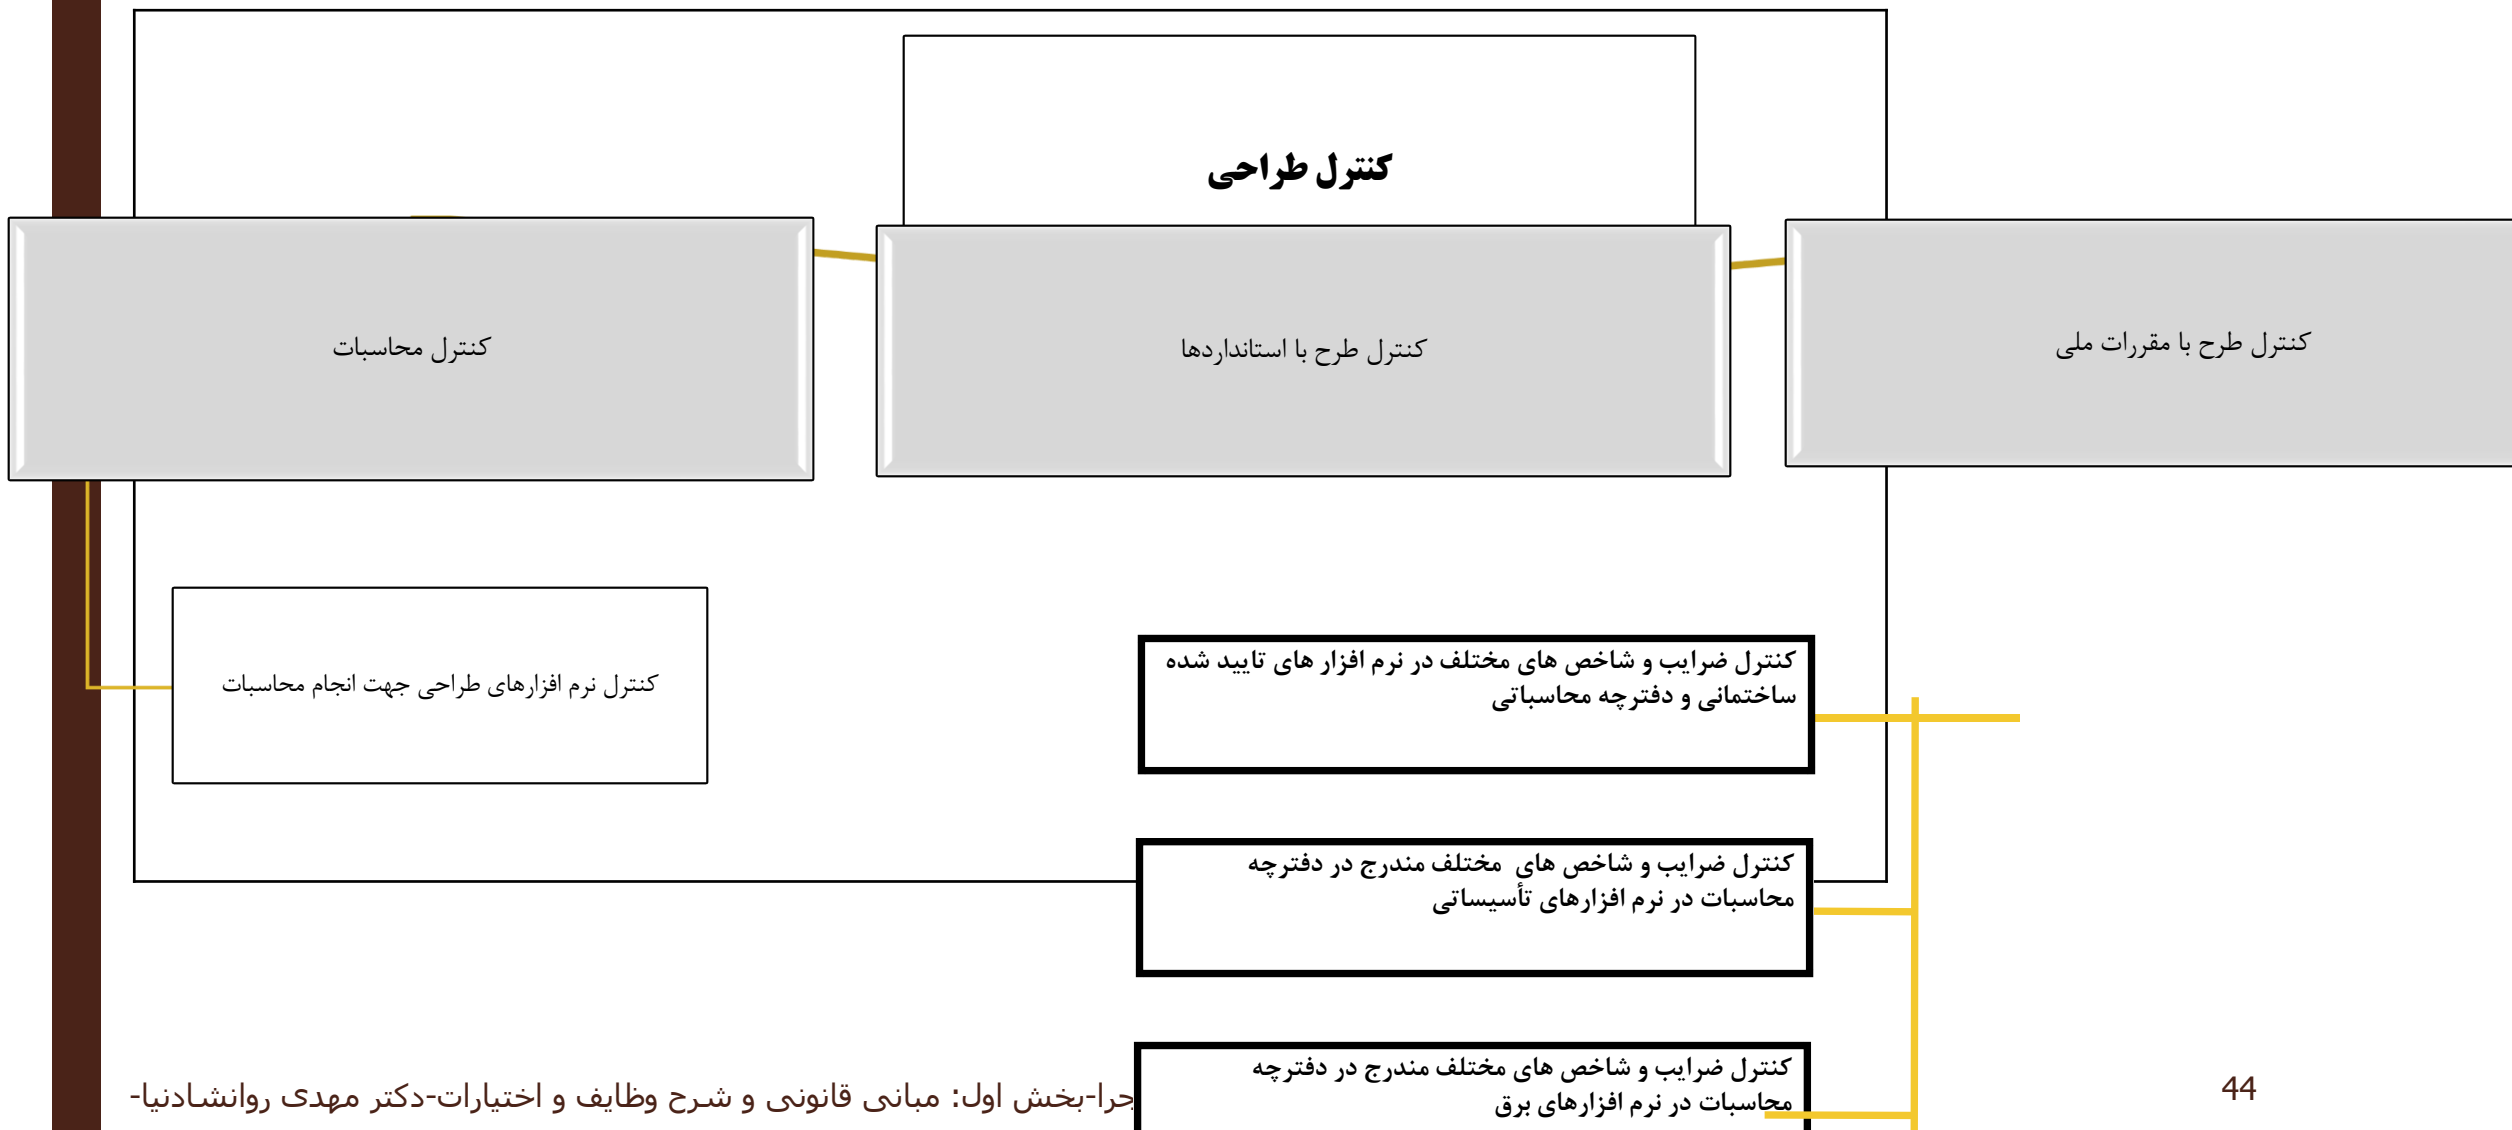 کنترل طراحی
کنترل طرح با مقررات ملی
کنترل طرح با استانداردها
کنترل محاسبات
کنترل نرم افزارهای طراحی جهت انجام محاسبات
کنترل ضرایب و شاخص های مختلف در نرم افزار های تایید شده
ساختمانی و دفترچه محاسباتی
کنترل ضرایب و شاخص های مختلف مندرج در دفترچه
محاسبات در نرم افزارهای تأسیساتی
کنترل ضرایب و شاخص های مختلف مندرج در دفترچه
محاسبات در نرم افزارهای برق
-بخش اول: مبانی قانونی و شرح وظایف و اختیارات-دکتر مهدی روانشادنیا-
44